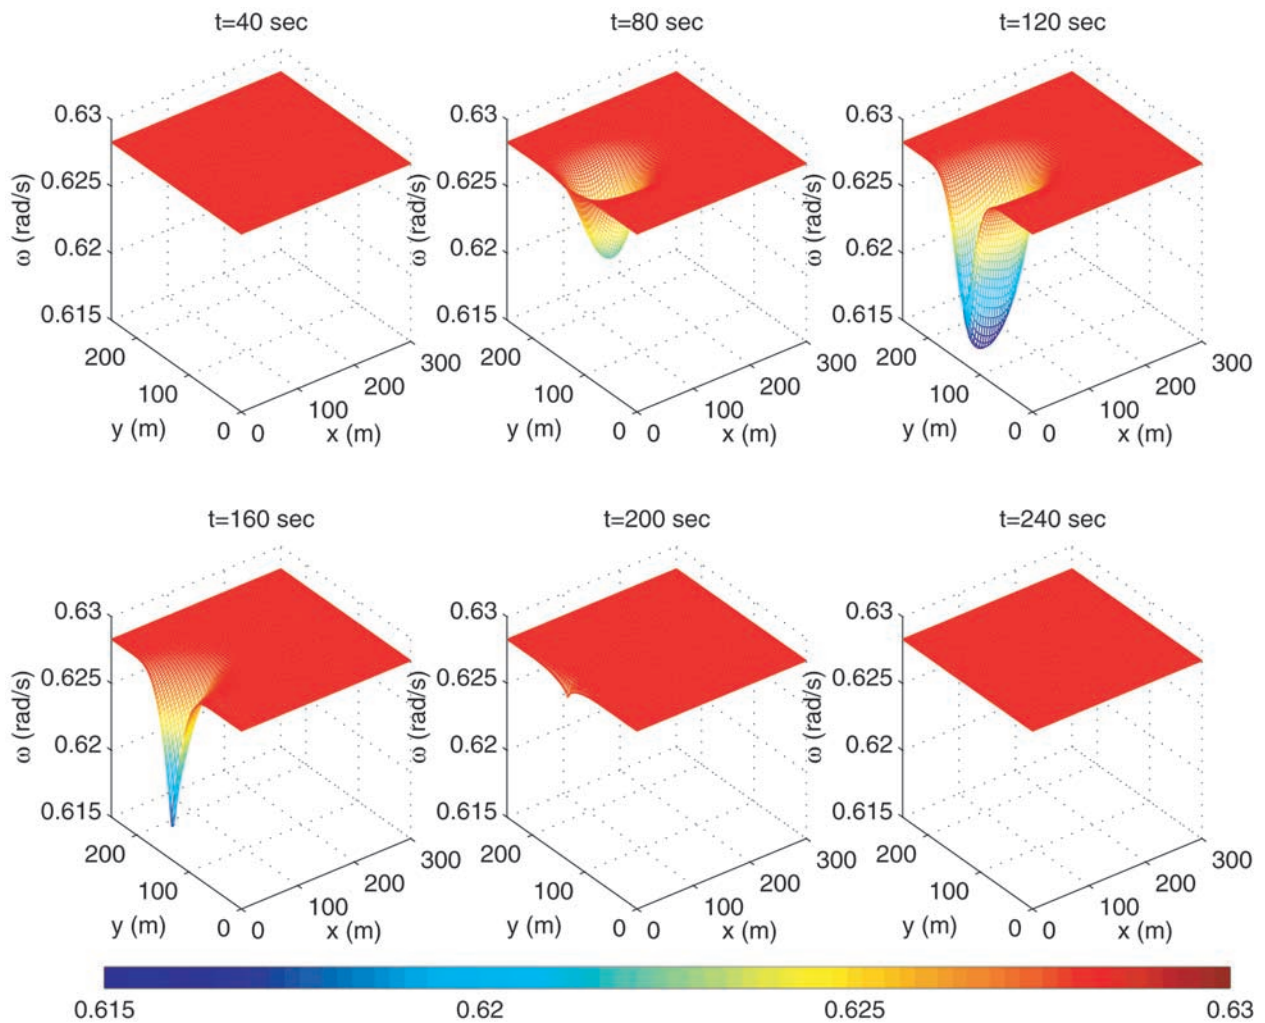 t=40 sec t=80 sec t=120 sec
0.63 0.63 0.63
0.625 0.625 0.625
0.62 0.62 0.62
0.615 0.615 0.615
ω (rad/s) ω (rad/s) ω (rad/s)
200 300 200 300 200 300
100 200 100 200 100 200
100 100 100
y (m) 0 0 x (m) y (m) 0 0 x (m) y (m) 0 0 x (m)
t=160 sec t=200 sec t=240 sec
0.63 0.63 0.63
0.625 0.625 0.625
0.62 0.62 0.62
0.615 0.615 0.615
ω (rad/s) ω (rad/s) ω (rad/s)
200 300 200 300 200 300
100 200 100 200 100 200
100 100 100
y (m) 0 0 x (m) y (m) 0 0 x (m) y (m) 0 0 x (m)
0.615 0.62 0.625 0.63